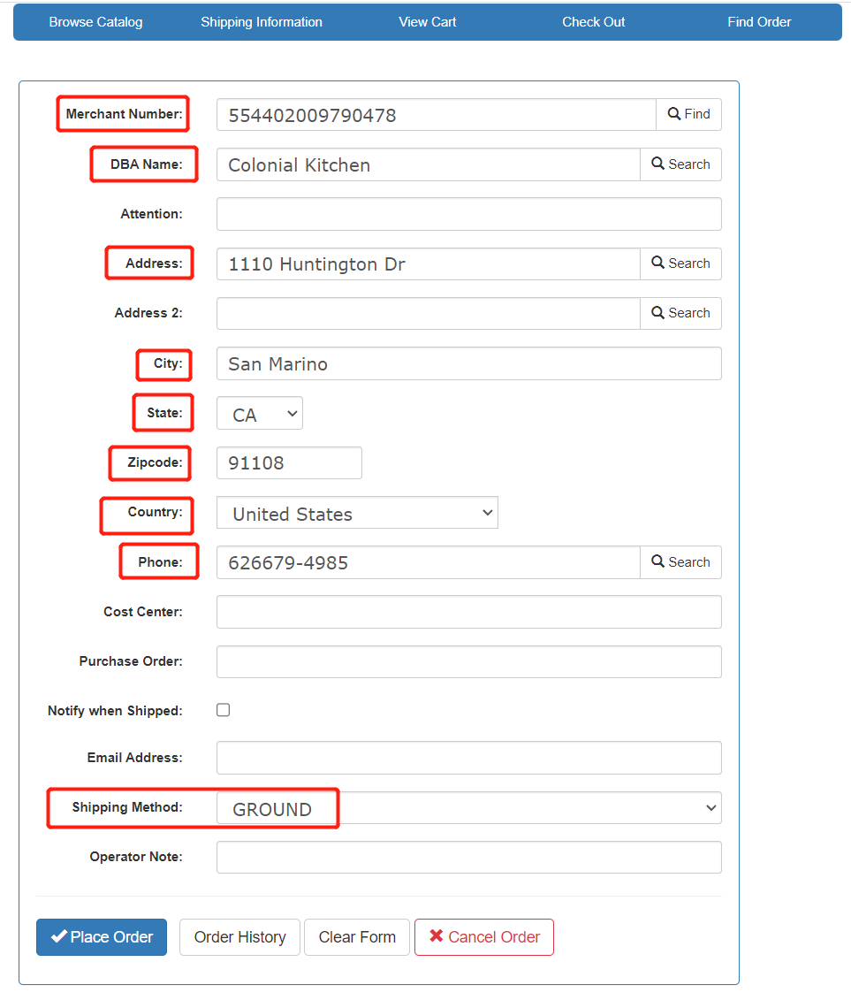 Browse Catalog Shipping Information View Cart Check Out Find Order
Merchant Number: 554402009790478 Find
DBA Name: Colonial Kitchen Search
Attention:
Address: 1110 Huntington Dr Search
Address 2: Search
City: San Marino
State: CA
Zipcode: 91108
Country: United States
Phone: 626679-4985 Search
Cost Center:
Purchase Order:
Notify when Shipped:
Email Address:
Shipping Method: GROUND
Operator Note:
Place Order Order History Clear Form Cancel Order